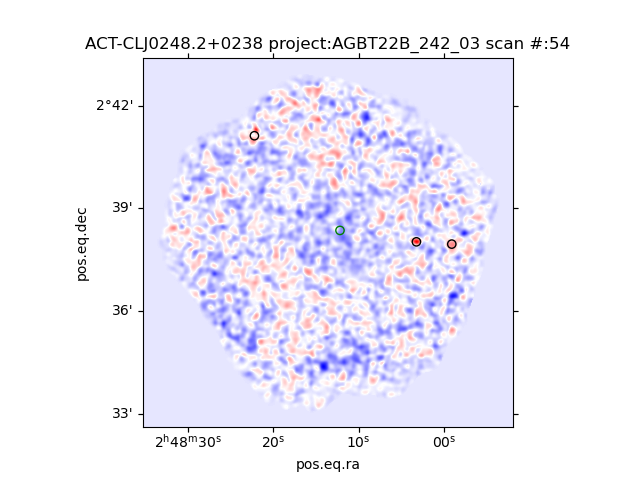 ACT-CLJ0248.2+0238 project:AGBT22B_242_03 scan #:54
2°42'
39'
36'
33'
pos.eq.dec
2ʰ48ᵐ30ˢ 20ˢ 10ˢ 00ˢ
pos.eq.ra